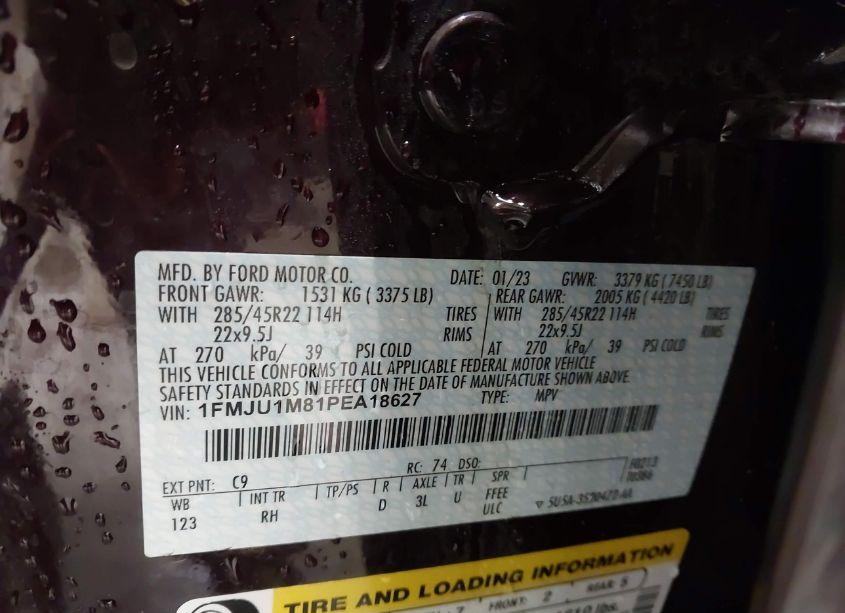 MFD. BY FORD MOTOR CO. DATE: 01/23 GVWR: 3379 KG ( 7450 LB)
FRONT GAWR: 1531 KG ( 3375 LB) REAR GAWR: 2005 KG ( 4420 LB)
WITH 285/45R22 114H TIRES WITH 285/45R22 114H TIRES
22x9.5J RIMS 22x9.5J RIMS
AT 270 kPa/ 39 PSI COLD AT 270 kPa/ 39 PSI COLD
THIS VEHICLE CONFORMS TO ALL APPLICABLE FEDERAL MOTOR VEHICLE
SAFETY STANDARDS IN EFFECT ON THE DATE OF MANUFACTURE SHOWN ABOVE.
VIN: 1FMJU1M81PEA18627 TYPE: MPV
EXT PNT: C9 RC: 74 DSO:
WB INT TR TP/PS R AXLE TR SPR
123 RH D 3L U FFEE
ULC
TIRE AND LOADING INFORMATION
FRONT: 2 REAR: 5